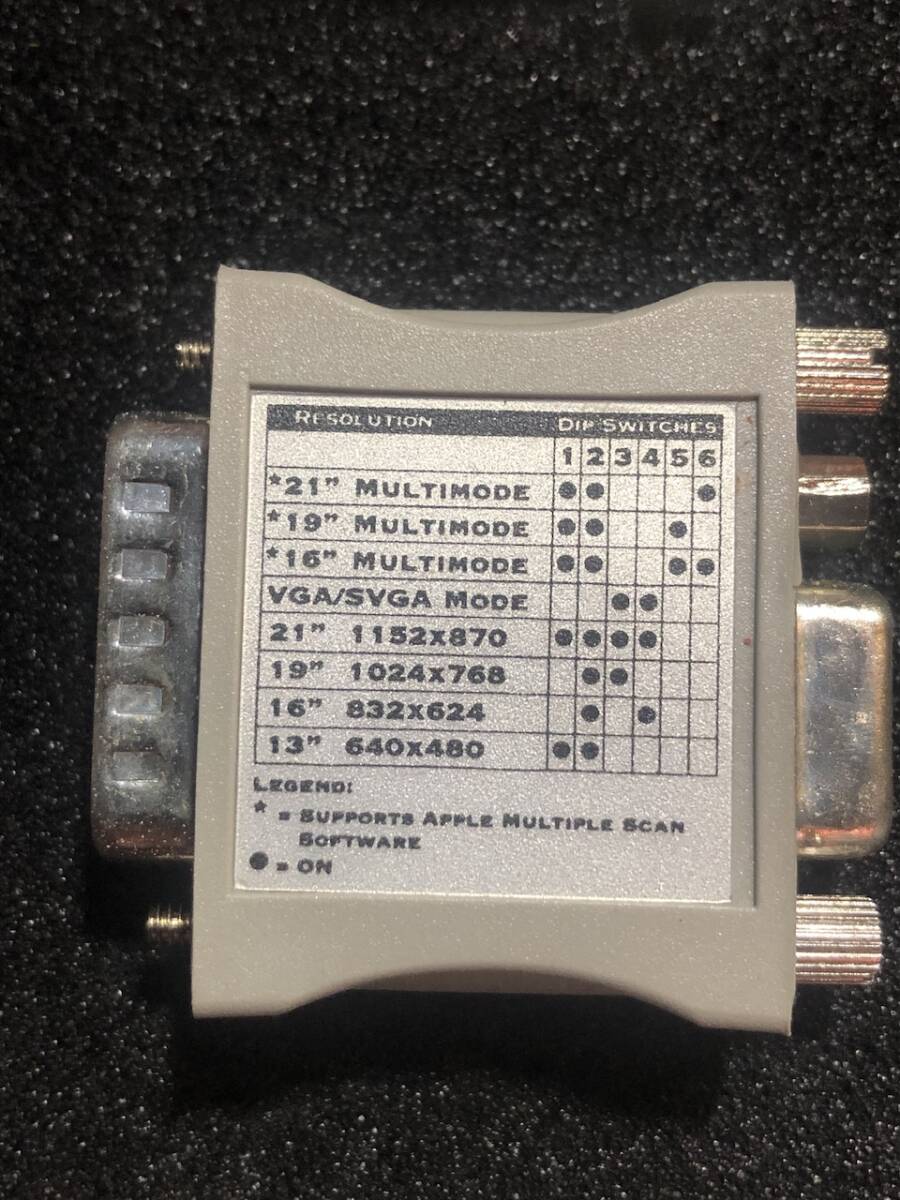 RESOLUTION DIP SWITCHES
1 2 3 4 5 6
*21" MULTIMODE ● ● ●
*19" MULTIMODE ● ● ●
*16" MULTIMODE ● ● ● ●
VGA/SVGA MODE ● ●
21" 1152X870 ● ● ● ●
19" 1024X768 ● ●
16" 832X624 ● ●
13" 640X480 ● ●
LEGEND:
* = SUPPORTS APPLE MULTIPLE SCAN
SOFTWARE
● = ON